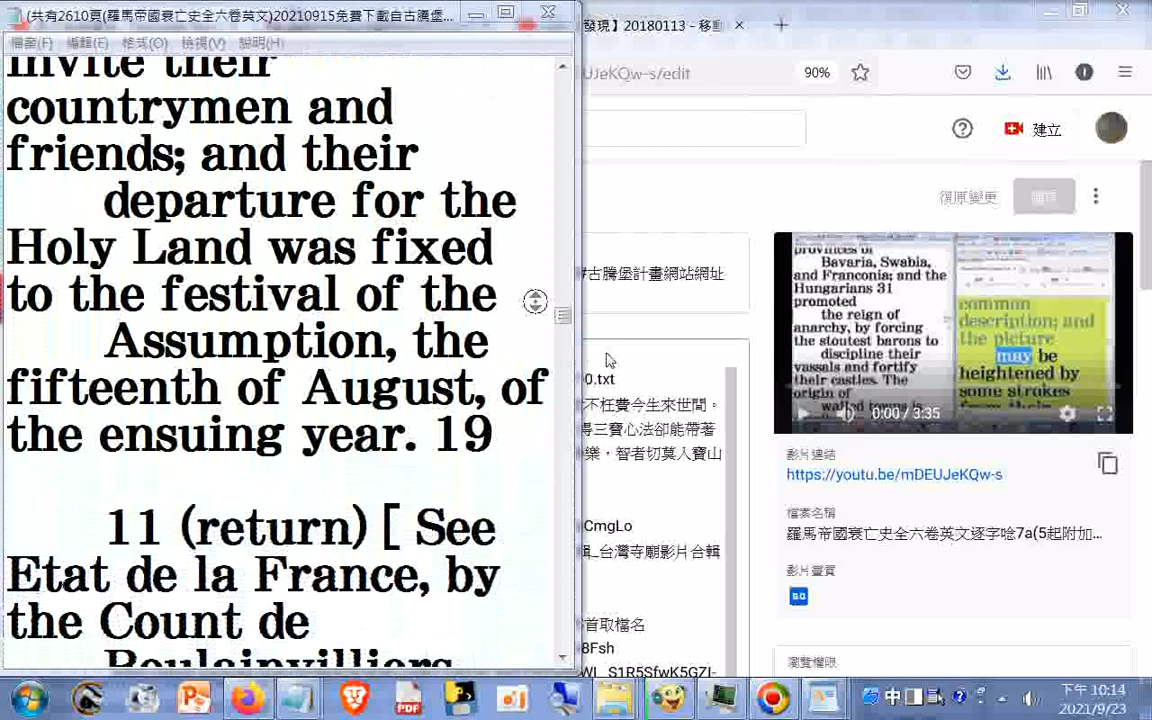 (共有2610頁(羅馬帝國衰亡史全六卷英文)20210915免費下載自古騰堡...
檔案(F) 編輯(E) 格式(O) 檢視(V) 說明(H)
invite their
countrymen and
friends; and their
departure for the
Holy Land was fixed
to the festival of the
Assumption, the
fifteenth of August, of
the ensuing year. 19
11 (return) [ See
Etat de la France, by
the Count de
Boulainvilliers
發現】20180113 - 移動
JJeKQw-s/edit
90%
建立
復原變更
#古騰堡計畫網站網址
0.txt
不枉費今生來世間。
得三寶心法卻能帶著
樂，智者切莫入寶山
CmgLo
輯_台灣寺廟影片合輯
首取檔名
8Fsh
WI_S1R5SfwK5GZI-
provinces of
Bavaria, Swabia,
and Franconia; and the
Hungarians 31
promoted
the reign of
anarchy, by forcing
the stoutest barons to
discipline their
vassals and fortify
their castles. The
origin of
walled towns is
common
description; and
the picture
may be
heightened by
some strokes
from their
0:00 / 3:35
影片連結
https://youtu.be/mDEUJeKQw-s
檔案名稱
羅馬帝國衰亡史全六卷英文逐字唸7a(5起附加...
影片畫質
瀏覽權限
中
下午 10:14
2021/9/23